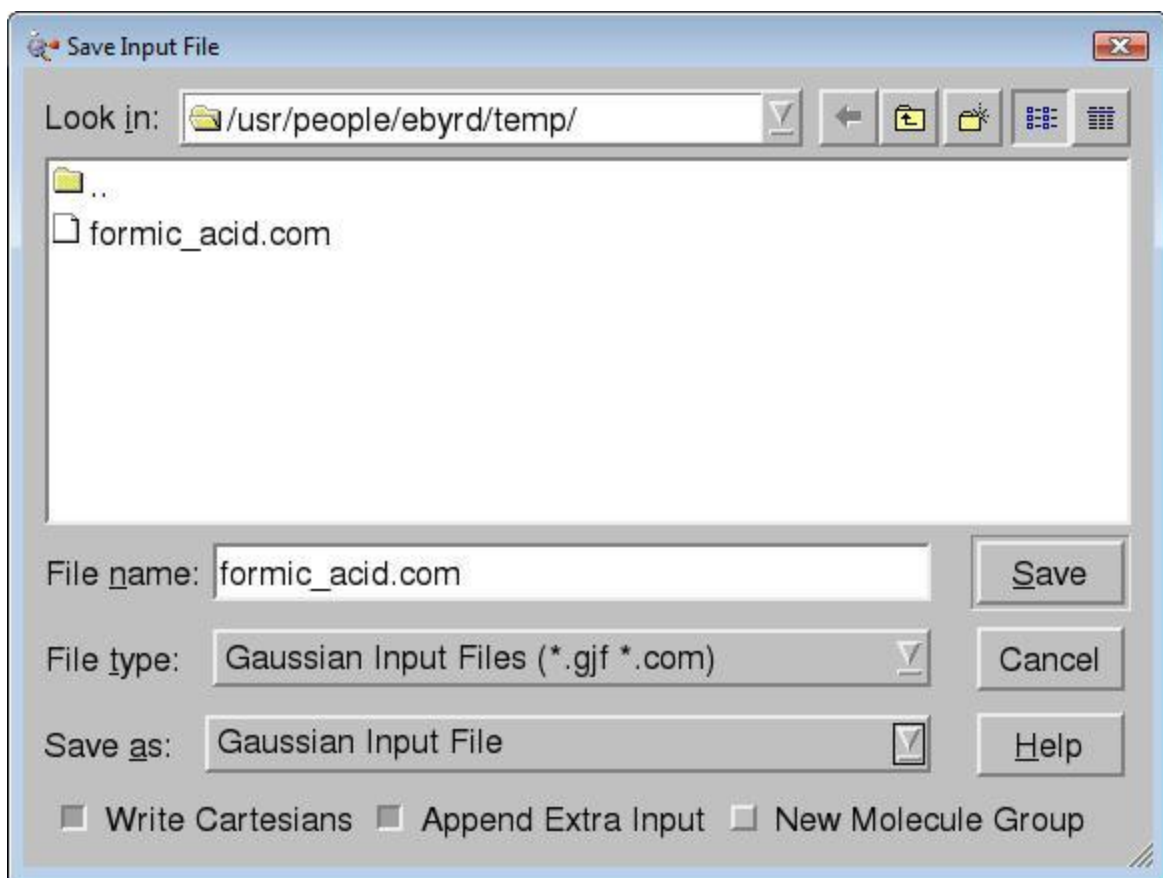 Save Input File
Look in: /usr/people/ebyrd/temp/
..
formic_acid.com
File name: formic_acid.com Save
File type: Gaussian Input Files (*.gjf *.com) Cancel
Save as: Gaussian Input File Help
Write Cartesians Append Extra Input New Molecule Group